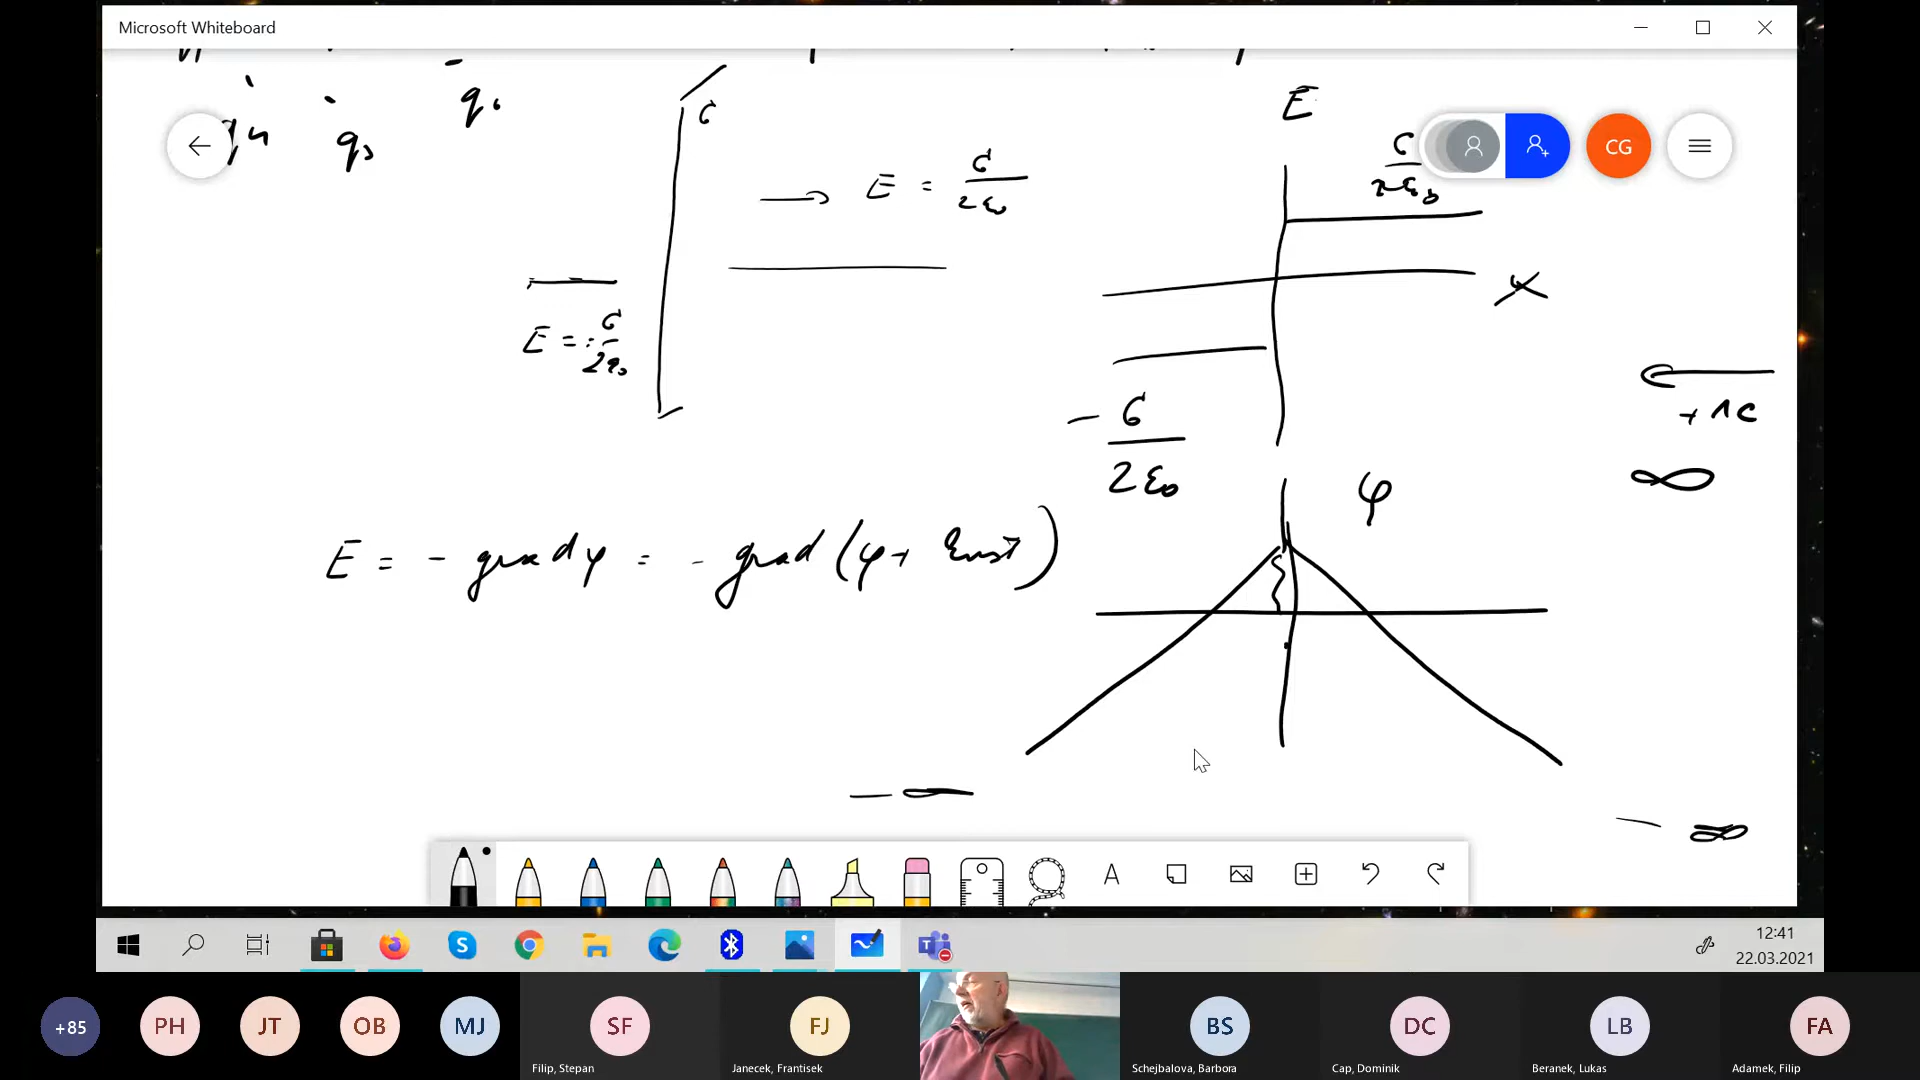 Microsoft Whiteboard
q₁
q₄
q₃
σ
→ E = σ / 2ε₀
E = - σ / 2ε₀
E
σ / 2ε₀
x
- σ / 2ε₀
+ 1C
∞
φ
E = - grad φ = - grad (φ + konst)
- ∞
- ∞
CG
A
12:41
22.03.2021
+85
PH
JT
OB
MJ
SF
Filip, Stepan
FJ
Janecek, Frantisek
BS
Schejbalova, Barbora
DC
Cap, Dominik
LB
Beranek, Lukas
FA
Adamek, Filip